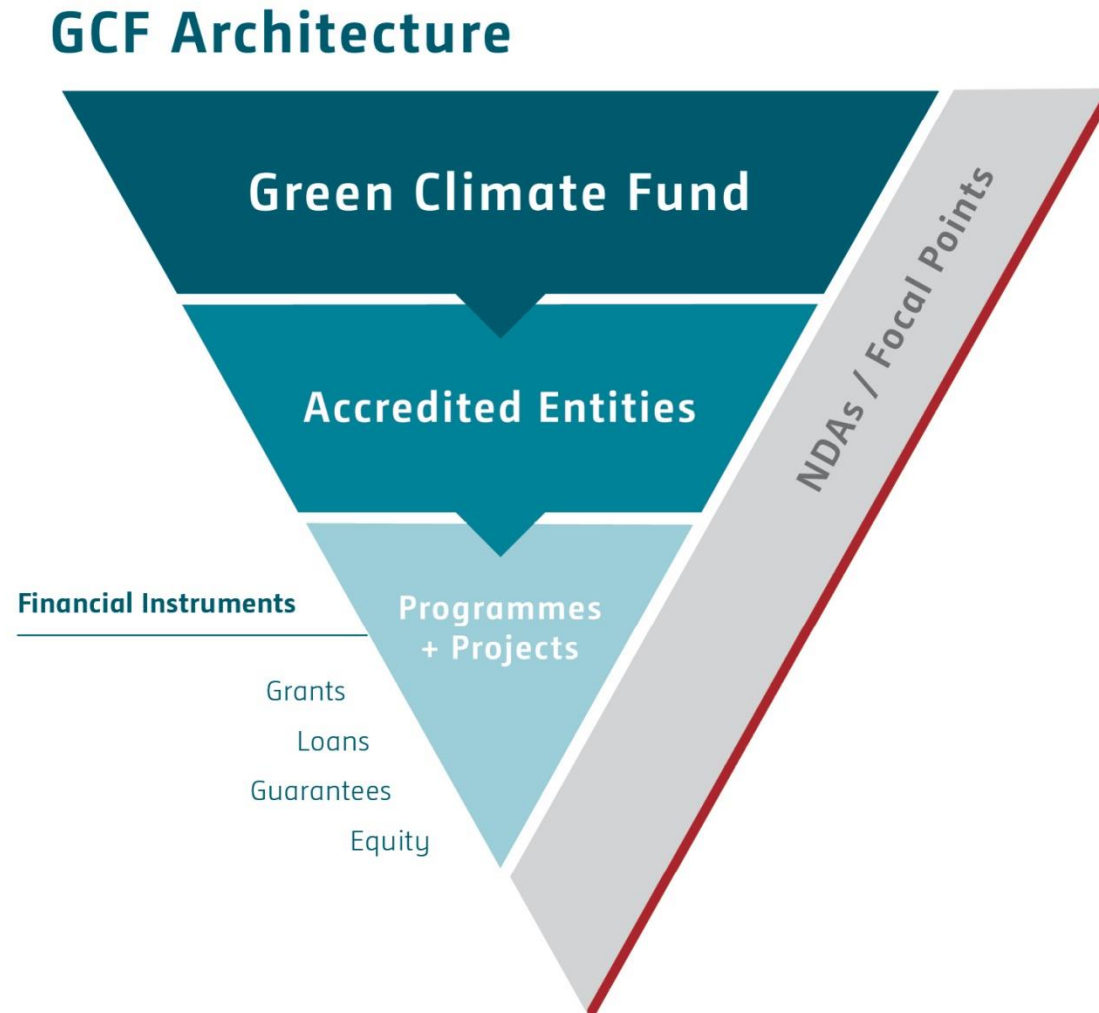 GCF Architecture
Green Climate Fund
NDAs / Focal Points
Accredited Entities
Programmes
+ Projects
Financial Instruments
Grants
Loans
Guarantees
Equity